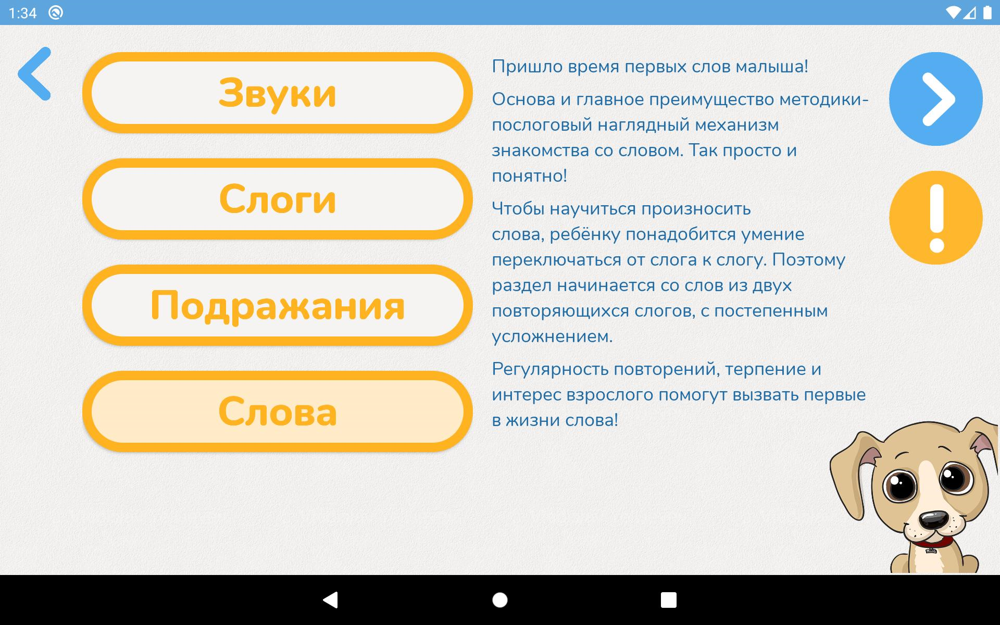 1:34
Звуки
Слоги
Подражания
Слова
Пришло время первых слов малыша!
Основа и главное преимущество методики-
послоговый наглядный механизм
знакомства со словом. Так просто и
понятно!
Чтобы научиться произносить
слова, ребёнку понадобится умение
переключаться от слога к слогу. Поэтому
раздел начинается со слов из двух
повторяющихся слогов, с постепенным
усложнением.
Регулярность повторений, терпение и
интерес взрослого помогут вызвать первые
в жизни слова!